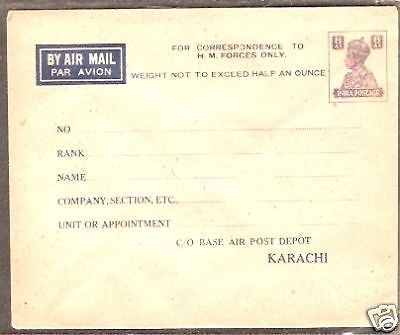 BY AIR MAIL
PAR AVION
FOR CORRESPONDENCE TO
H. M. FORCES ONLY.
WEIGHT NOT TO EXCEED HALF AN OUNCE
INDIA POSTAGE
NO
RANK
NAME
COMPANY, SECTION, ETC.,
UNIT OR APPOINTMENT
C/O BASE AIR POST DEPOT
KARACHI